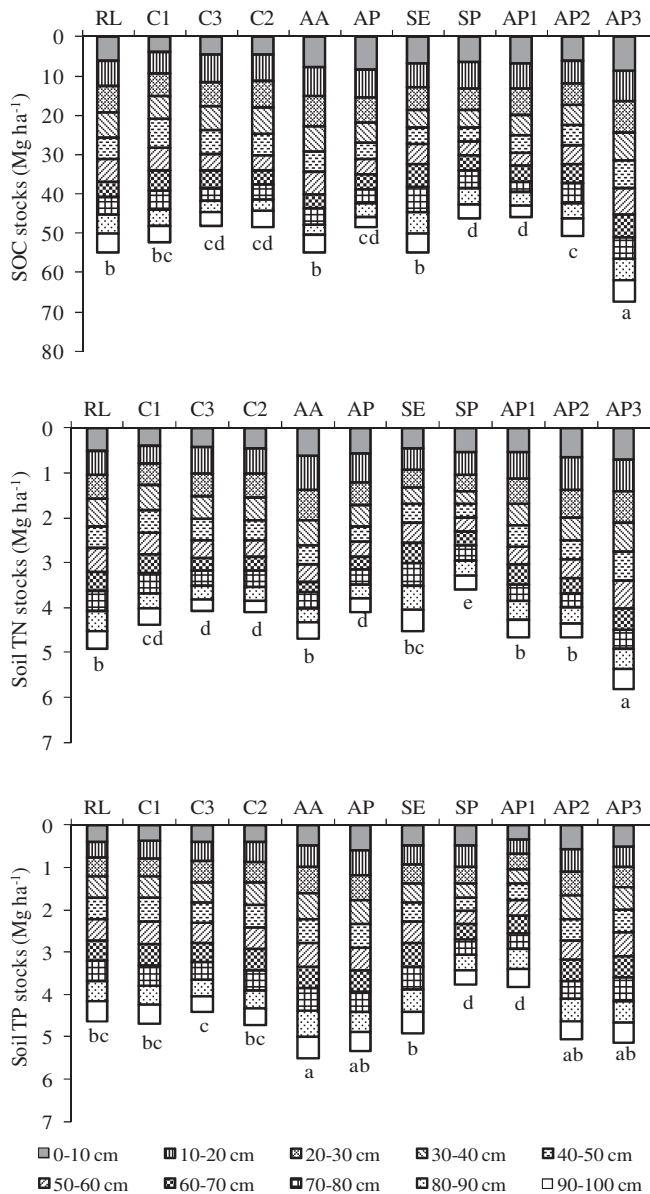 RL C1 C3 C2 AA AP SE SP AP1 AP2 AP3
0
10
20
30
40
50
60
70
80
SOC stocks (Mg ha-1)
b bc cd cd b cd b d d c a
RL C1 C3 C2 AA AP SE SP AP1 AP2 AP3
0
1
2
3
4
5
6
7
Soil TN stocks (Mg ha-1)
b cd d d b d bc e b b a
RL C1 C3 C2 AA AP SE SP AP1 AP2 AP3
0
1
2
3
4
5
6
7
Soil TP stocks (Mg ha-1)
bc bc c bc a ab b d d ab ab
0-10 cm 10-20 cm 20-30 cm 30-40 cm 40-50 cm
50-60 cm 60-70 cm 70-80 cm 80-90 cm 90-100 cm